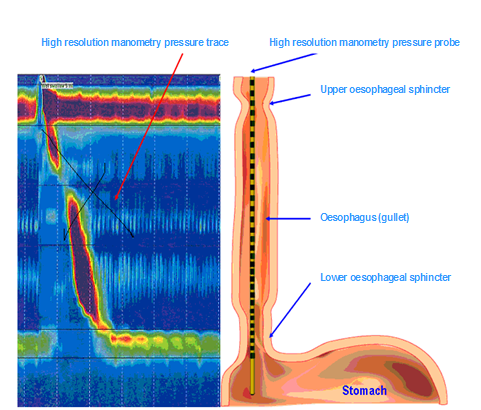 High resolution manometry pressure trace
High resolution manometry pressure probe
Upper oesophageal sphincter
Oesophagus (gullet)
Lower oesophageal sphincter
Stomach